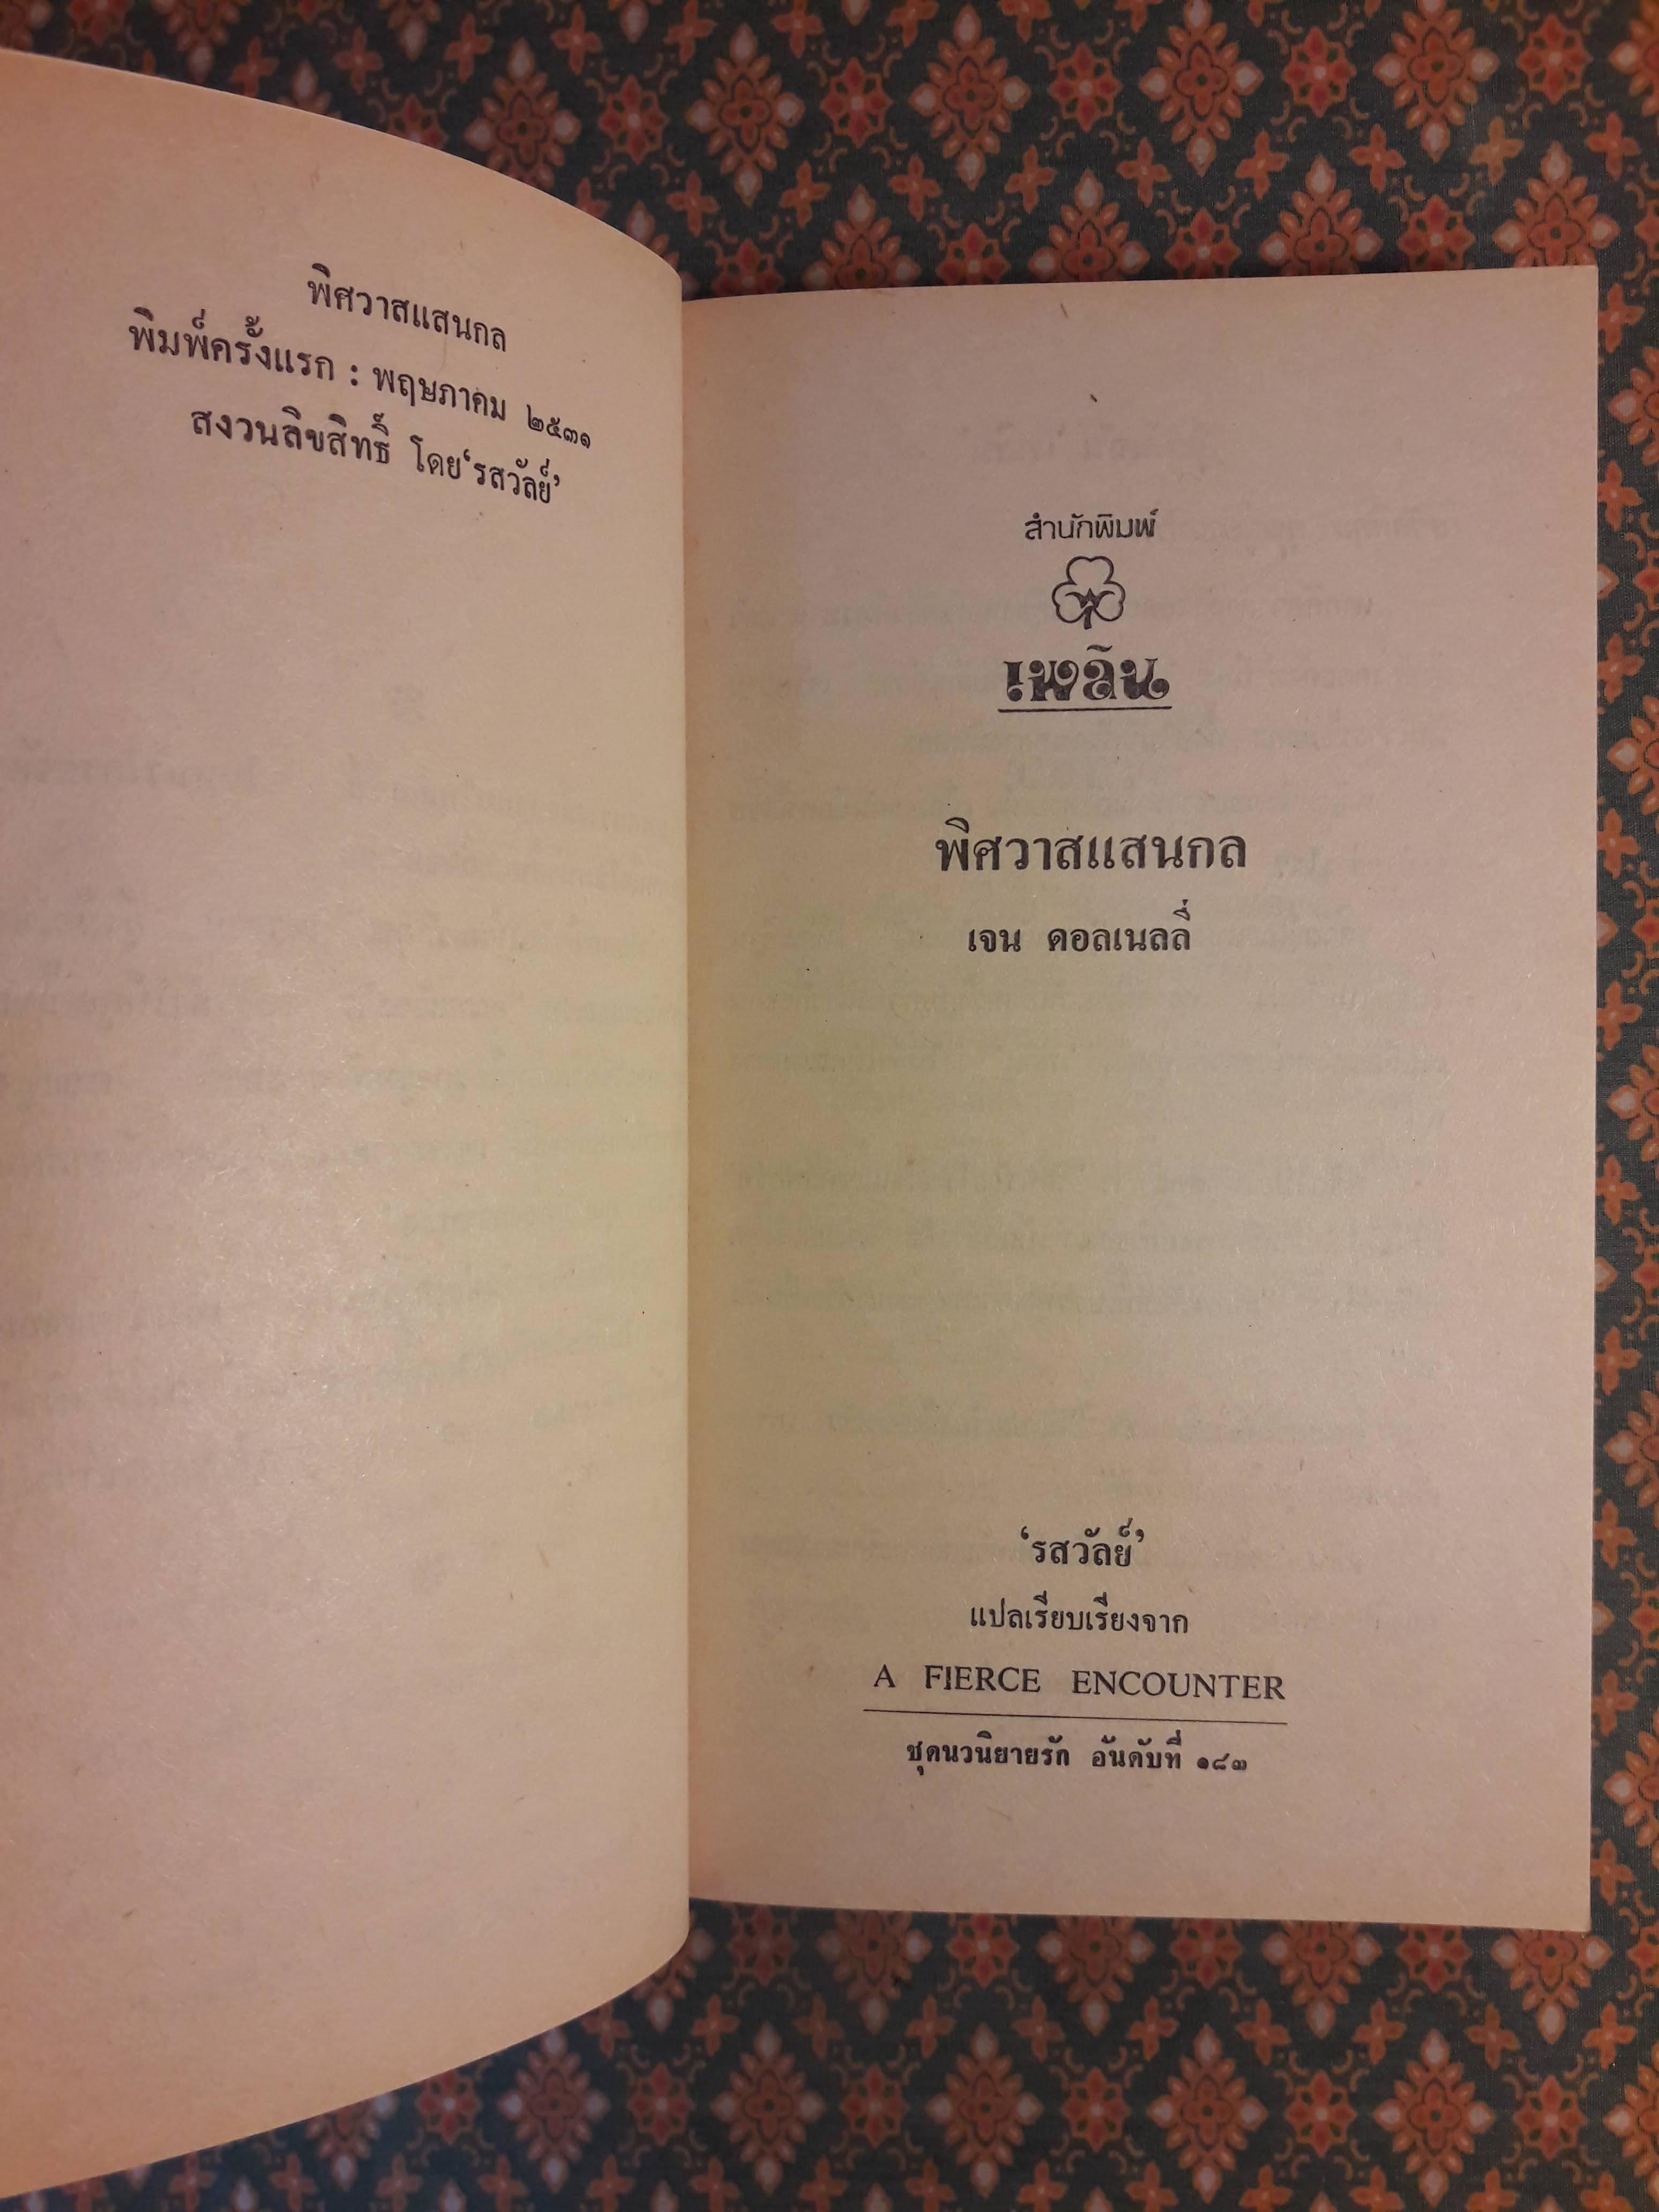 พิศวาสแสนกล
พิมพ์ครั้งแรก : พฤษภาคม ๒๕๓๑
สงวนลิขสิทธิ์ โดย ‘รสวัลย์’
สำนักพิมพ์
เพลิน
พิศวาสแสนกล
เจน ดอลเนลลี่
‘รสวัลย์’
แปลเรียบเรียงจาก
A FIERCE ENCOUNTER
ชุดนวนิยายรัก อันดับที่ ๑๘๓